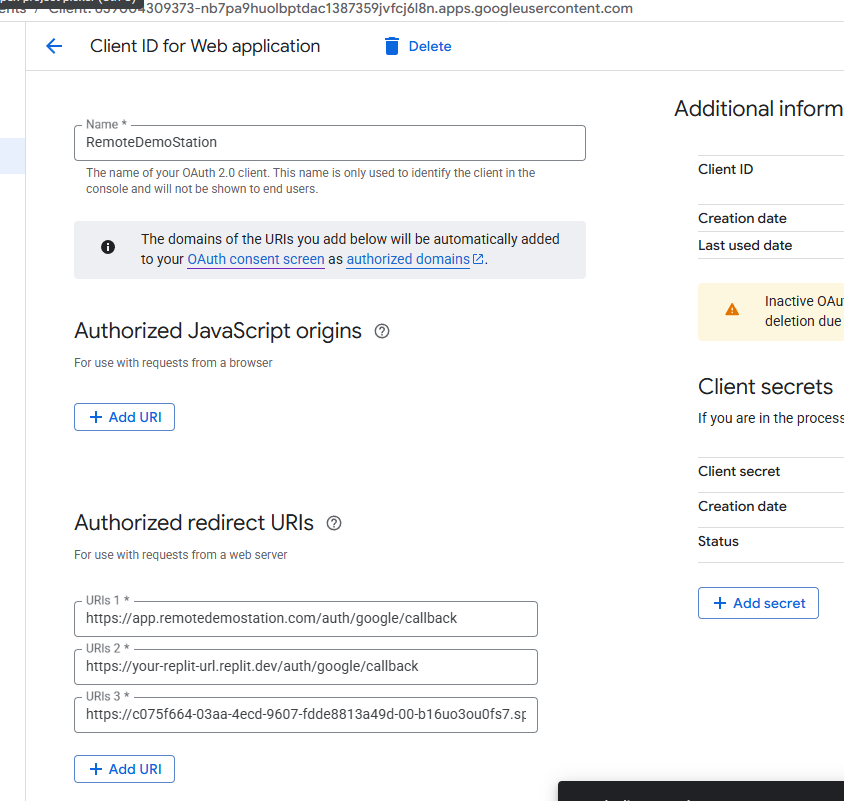 Client: 
apps.googleusercontent.com
Client ID for Web application
Delete
Name *
RemoteDemoStation
The name of your OAuth 2.0 client. This name is only used to identify the client in the
console and will not be shown to end users.
The domains of the URIs you add below will be automatically added
to your OAuth consent screen as authorized domains.
Authorized JavaScript origins
For use with requests from a browser
Add URI
Authorized redirect URIs
For use with requests from a web server
URIs 1 *
https://app.remotedemostation.com/auth/google/callback
URIs 2 *
https://your-replit-url.replit.dev/auth/google/callback
URIs 3 *
https://c075f664-03aa-4ecd-9607-fdde8813a49d-00-b16uo3ou0fs7.sp
Add URI
Additional inform
Client ID
Creation date
Last used date
Inactive OAu
deletion due
Client secrets
If you are in the process
Client secret
Creation date
Status
Add secret